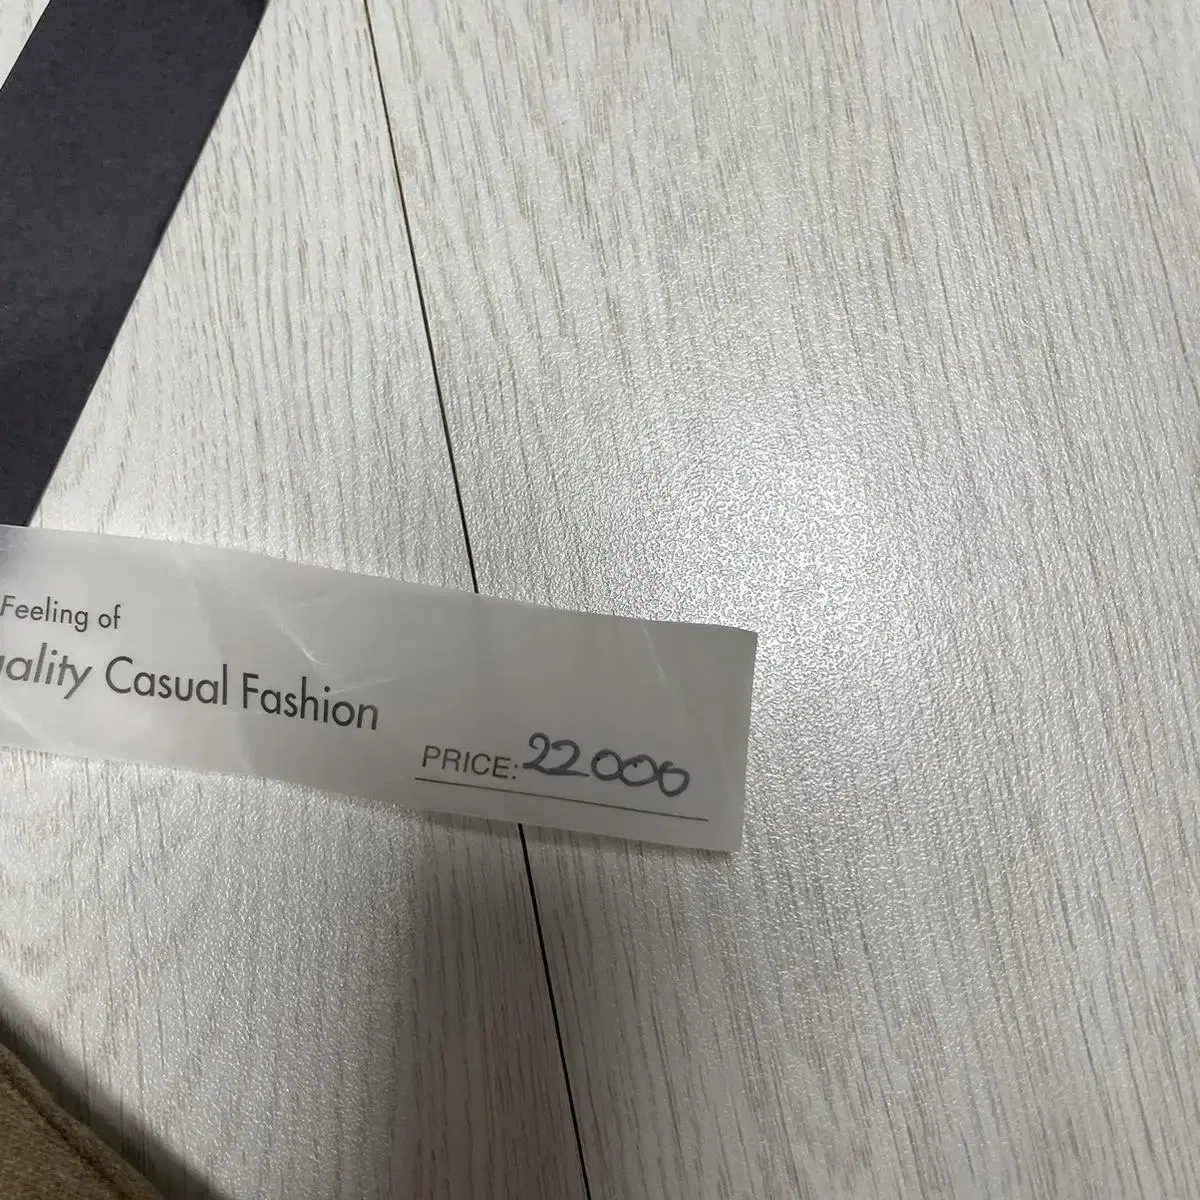 Feeling of
uality Casual Fashion
PRICE: 22000